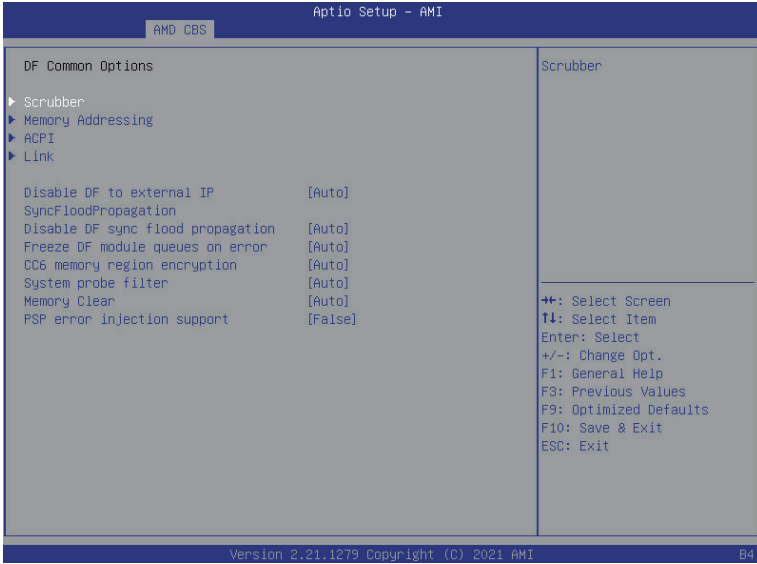 Aptio Setup – AMI
AMD CBS
DF Common Options
Scrubber
Memory Addressing
ACPI
Link
Disable DF to external IP [Auto]
SyncFloodPropagation
Disable DF sync flood propagation [Auto]
Freeze DF module queues on error [Auto]
CC6 memory region encryption [Auto]
System probe filter [Auto]
Memory Clear [Auto]
PSP error injection support [False]
Scrubber
→←: Select Screen
↑↓: Select Item
Enter: Select
+/-: Change Opt.
F1: General Help
F3: Previous Values
F9: Optimized Defaults
F10: Save & Exit
ESC: Exit
Version 2.21.1279 Copyright (C) 2021 AMI
B4